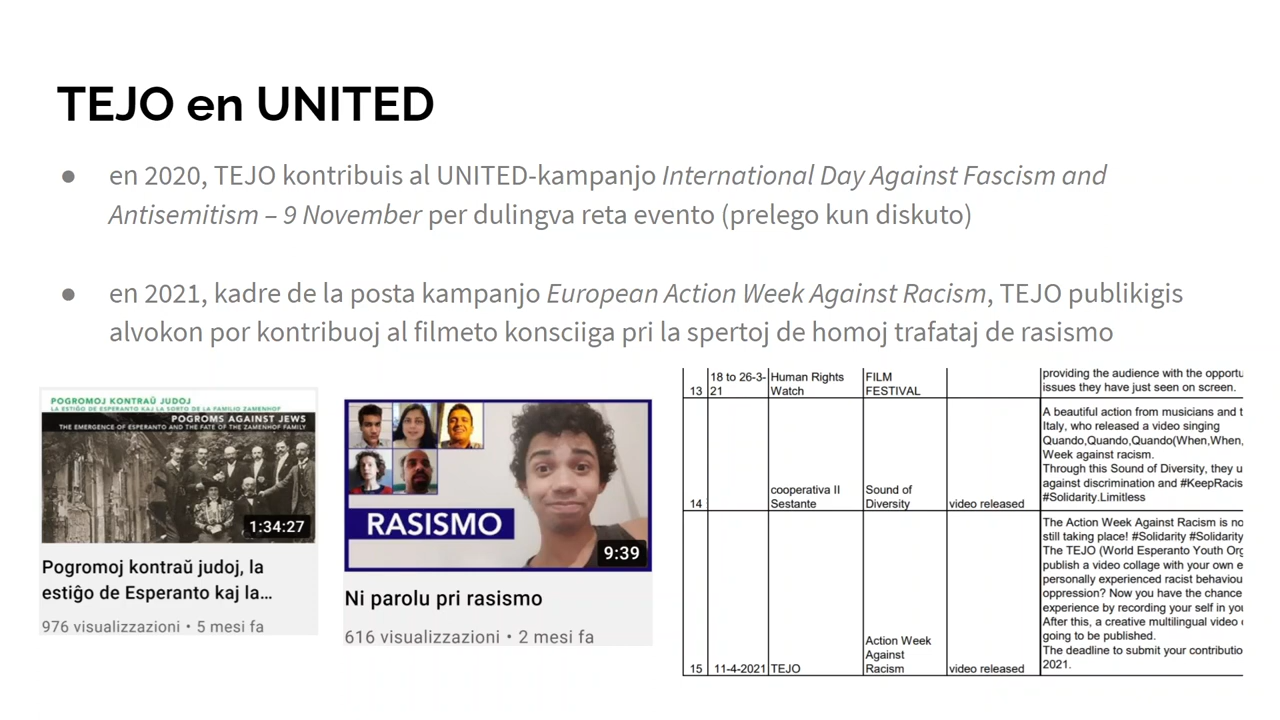 TEJO en UNITED
● en 2020, TEJO kontribuis al UNITED-kampanjo International Day Against Fascism and
Antisemitism – 9 November per dulingva reta evento (prelego kun diskuto)
● en 2021, kadre de la posta kampanjo European Action Week Against Racism, TEJO publikigis
alvokon por kontribuoj al filmeto konsciiga pri la spertoj de homoj trafataj de rasismo
POGROMOJ KONTRAŬ JUDOJ
LA ESTIĜO DE ESPERANTO KAJ LA SORTO DE LA FAMILIO ZAMENHOF
POGROMS AGAINST JEWS
THE EMERGENCE OF ESPERANTO AND THE FATE OF THE ZAMENHOF FAMILY
1:34:27
Pogromoj kontraŭ judoj, la
estiĝo de Esperanto kaj la…
976 visualizzazioni • 5 mesi fa
RASISMO
9:39
Ni parolu pri rasismo
616 visualizzazioni • 2 mesi fa
13
18 to 26-3-
21
Human Rights
Watch
FILM
FESTIVAL
providing the audience with the opportu
issues they have just seen on screen.
14
cooperativa Il
Sestante
Sound of
Diversity
video released
A beautiful action from musicians and t
Italy, who released a video singing
Quando,Quando,Quando(When,When,
Week against racism.
Through this Sound of Diversity, they u
against discrimination and #KeepRacis
#Solidarity.Limitless
15
11-4-2021
TEJO
Action Week
Against
Racism
video released
The Action Week Against Racism is no
still taking place! #Solidarity #Solidarity
The TEJO (World Esperanto Youth Org
publish a video collage with your own e
personally experienced racist behaviou
oppression? Now you have the chance
experience by recording your self in you
After this, a creative multilingual video
going to be published.
The deadline to submit your contributio
2021.